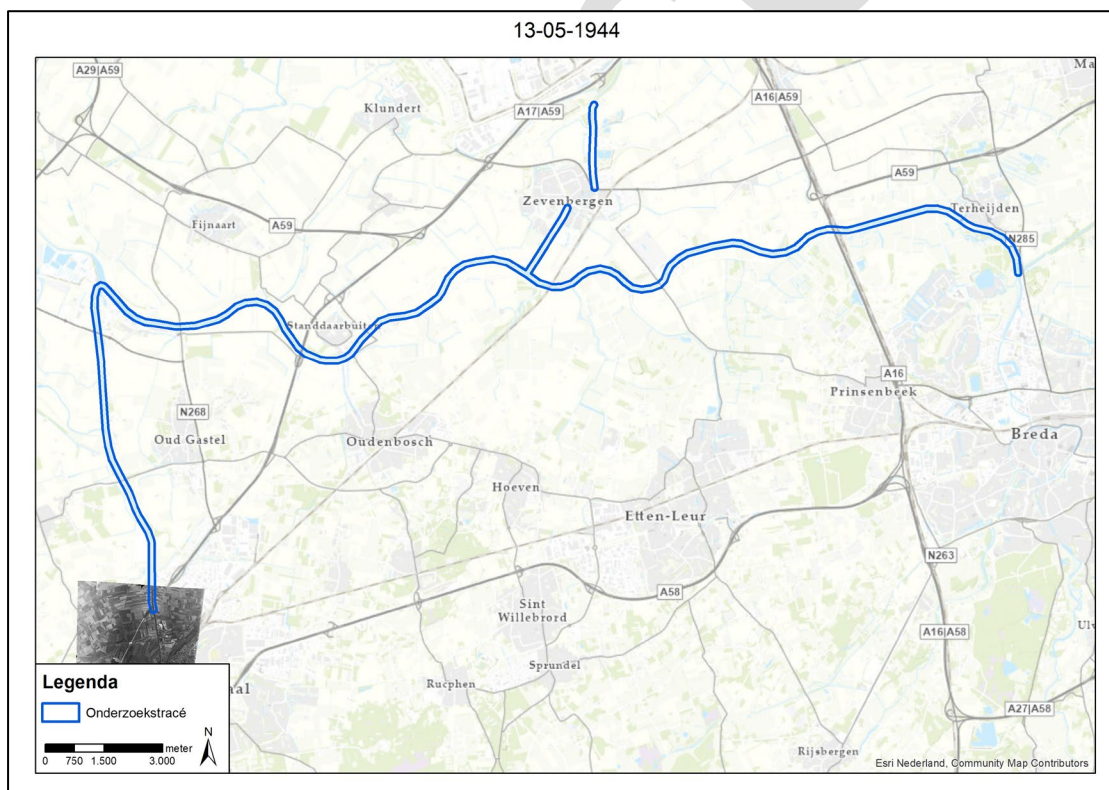 13-05-1944
A29|A59
Klundert
A17|A59
A16|A59
Ma
A59
Zevenbergen
Terheijden
Fijnaart
A59
N285
Standdaarbuiten
A16
Prinsenbeek
N268
Oud Gastel
Oudenbosch
Breda
Hoeven
Etten-Leur
N263
A58
Sint
Willebrord
A16|A58
Ulv
Sprundel
Rucphen
aal
A27|A58
Rijsbergen
Legenda
Onderzoekstracé
N
meter
0 750 1.500 3.000
Esri Nederland, Community Map Contributors